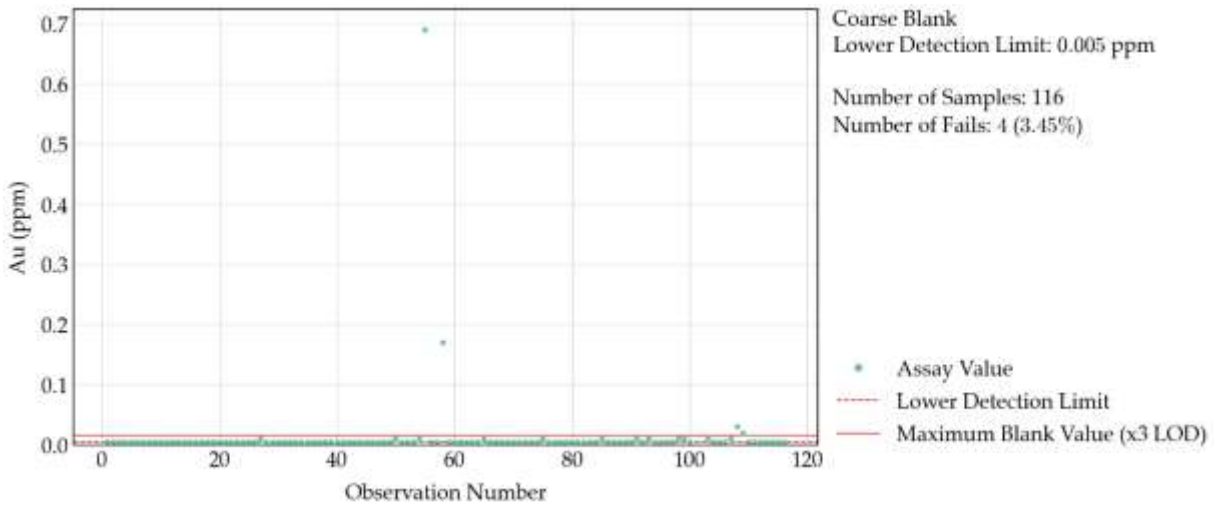 0.7
0.6
0.5
0.4
0.3
0.2
0.1
0.0
Au (ppm)
0 20 40 60 80 100 120
Observation Number
Coarse Blank
Lower Detection Limit: 0.005 ppm
Number of Samples: 116
Number of Fails: 4 (3.45%)
Assay Value
Lower Detection Limit
Maximum Blank Value (x3 LOD)